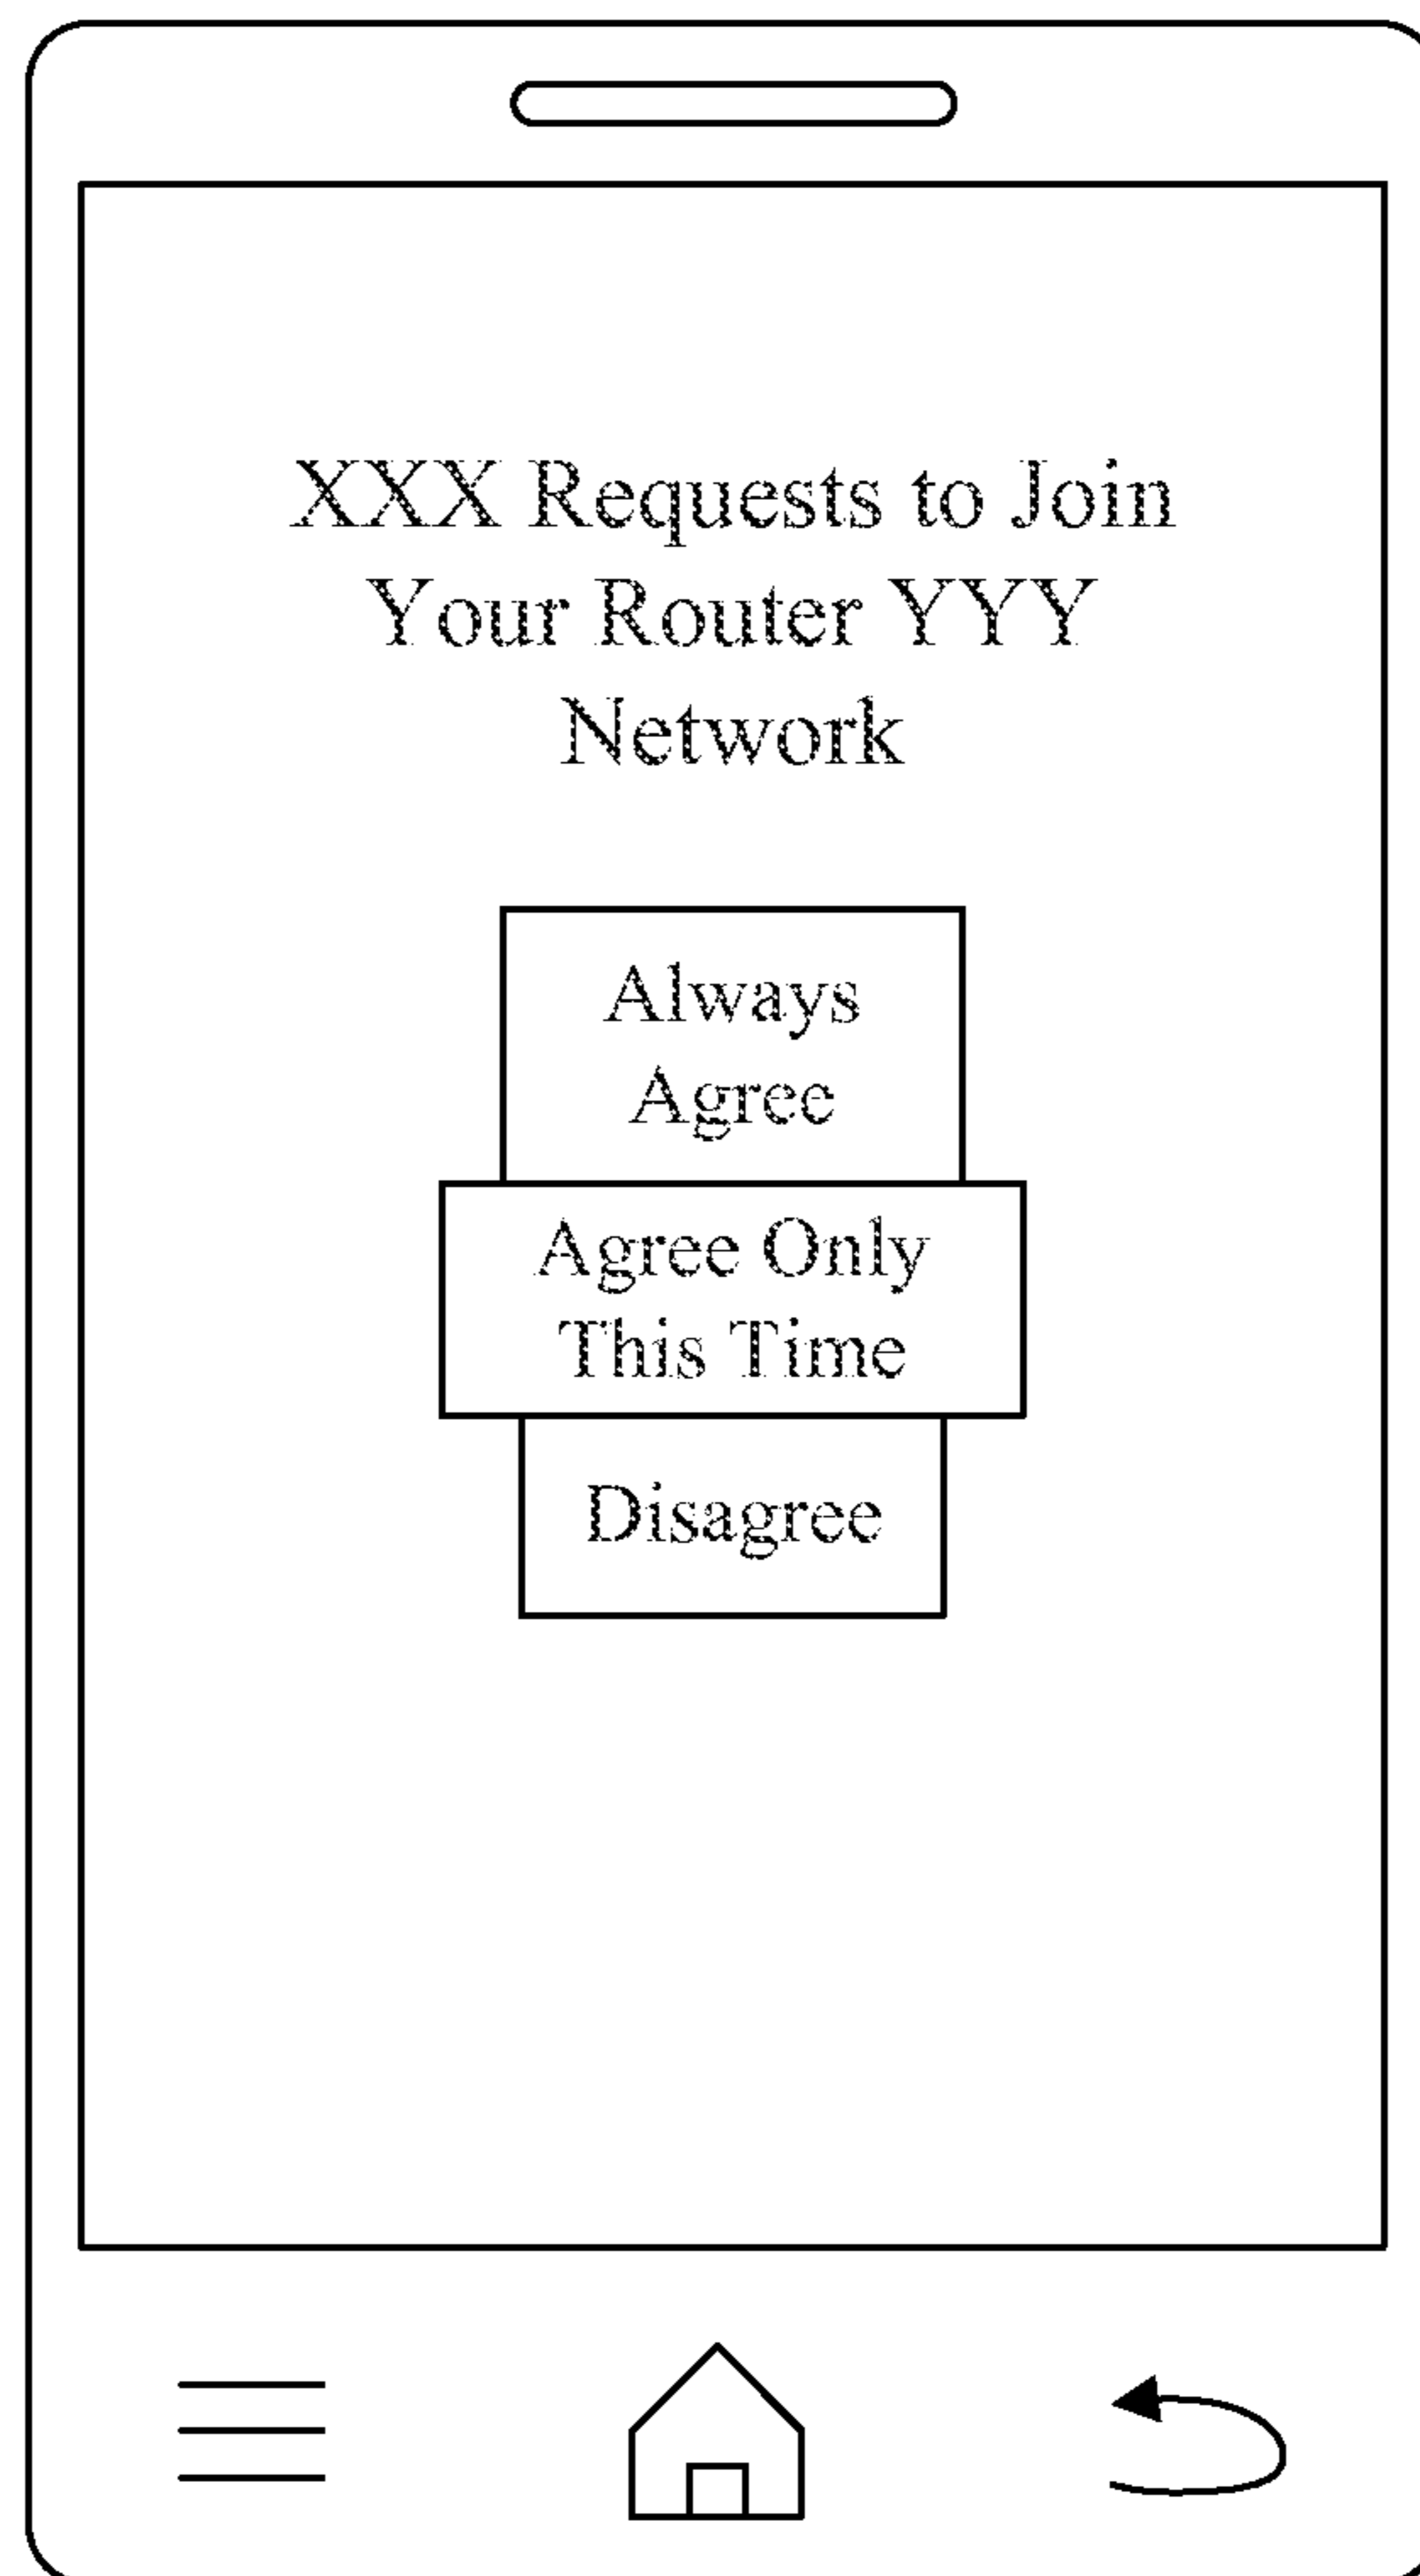 XXX Requests to Join
Your Router YYY
Network
Always
Agree
Agree Only
This Time
Disagree